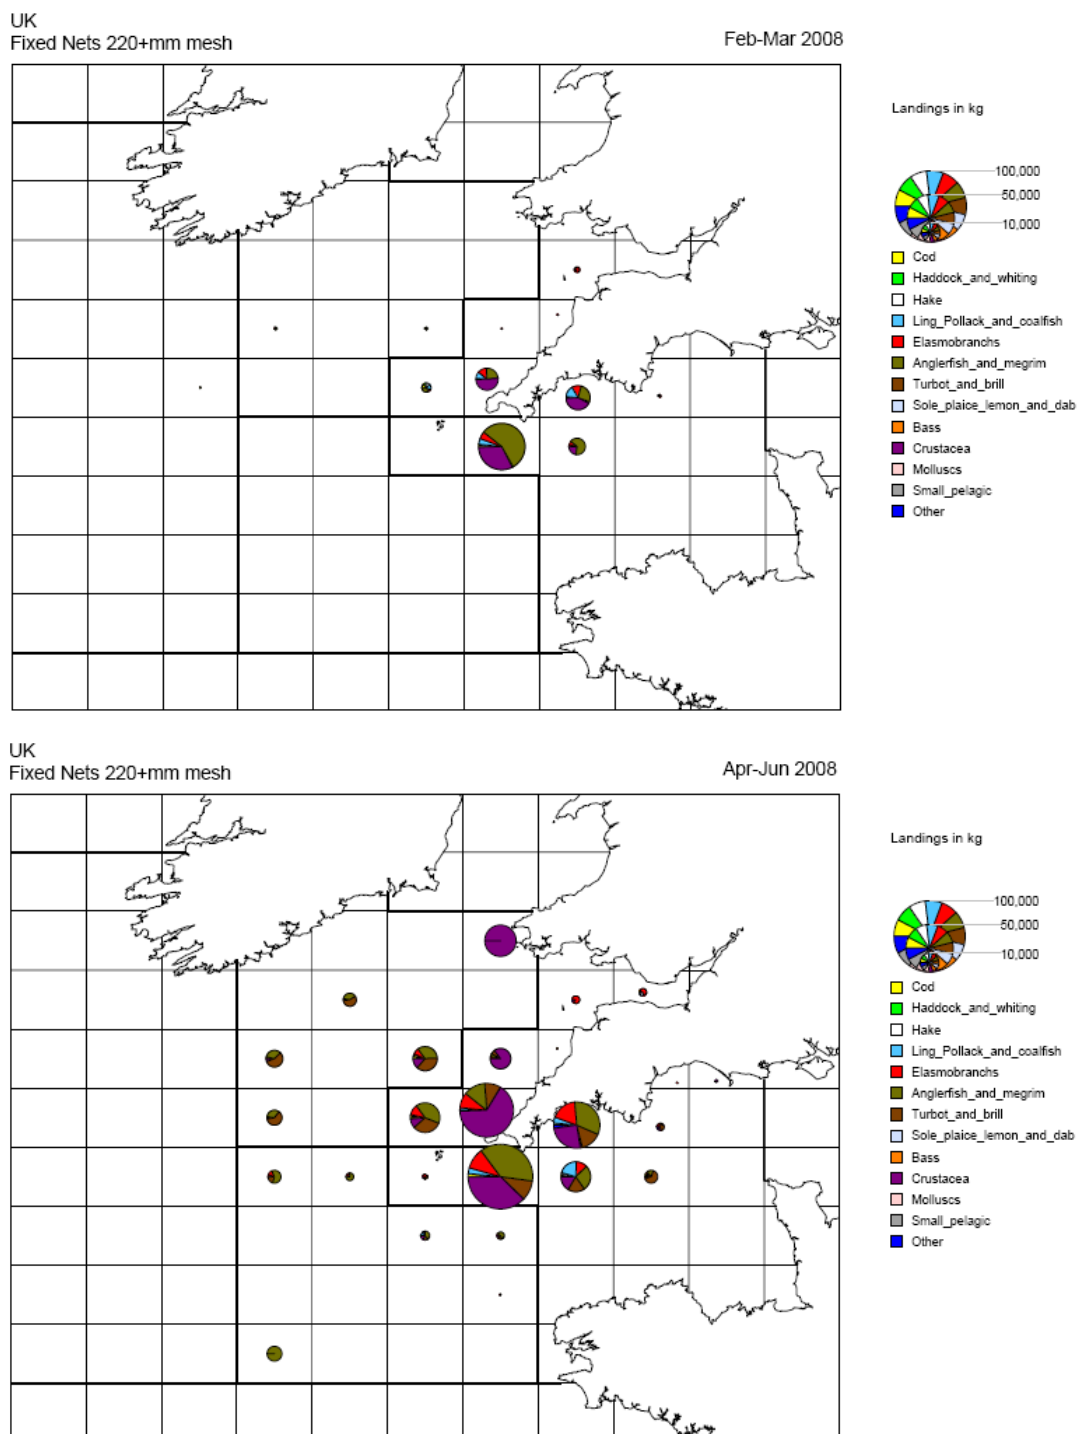 UK
Fixed Nets 220+mm mesh
Feb-Mar 2008
Landings in kg
100,000
50,000
10,000
Cod
Haddock_and_whiting
Hake
Ling_Pollack_and_coalfish
Elasmobranchs
Anglerfish_and_megrim
Turbot_and_brill
Sole_plaice_lemon_and_dab
Bass
Crustacea
Molluscs
Small_pelagic
Other
UK
Fixed Nets 220+mm mesh
Apr-Jun 2008
Landings in kg
100,000
50,000
10,000
Cod
Haddock_and_whiting
Hake
Ling_Pollack_and_coalfish
Elasmobranchs
Anglerfish_and_megrim
Turbot_and_brill
Sole_plaice_lemon_and_dab
Bass
Crustacea
Molluscs
Small_pelagic
Other